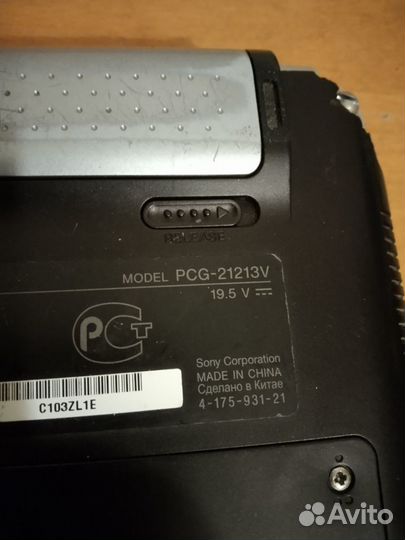 RELEASE
MODEL PCG-21213V
19.5 V
РСТ
Sony Corporation
MADE IN CHINA
Сделано в Китае
4-175-931-21
C103ZL1E
Avito